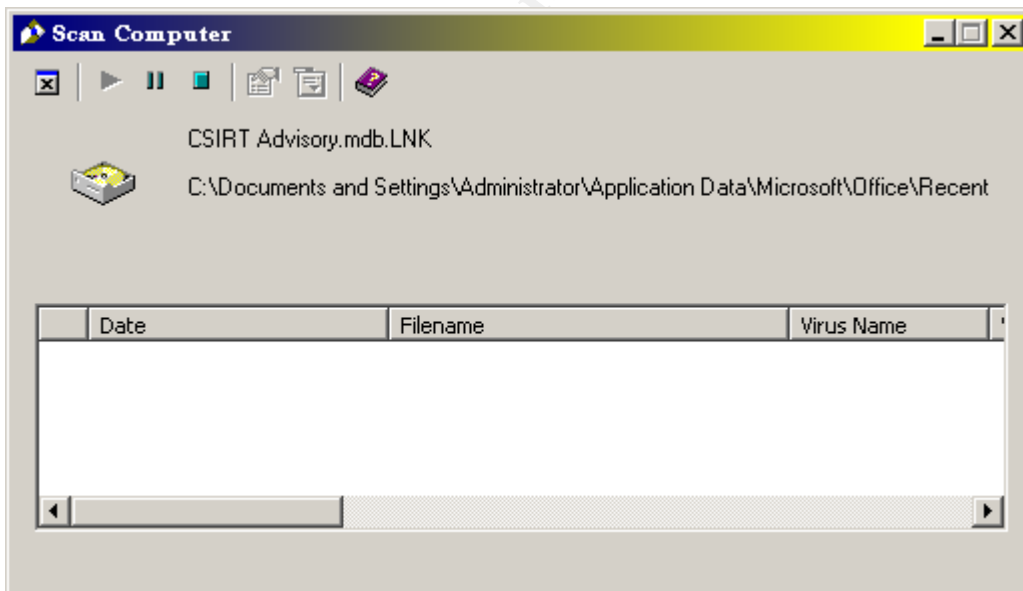 Scan Computer
CSIRT Advisory.mdb.LNK
C:\Documents and Settings\Administrator\Application Data\Microsoft\Office\Recent
Date Filename Virus Name